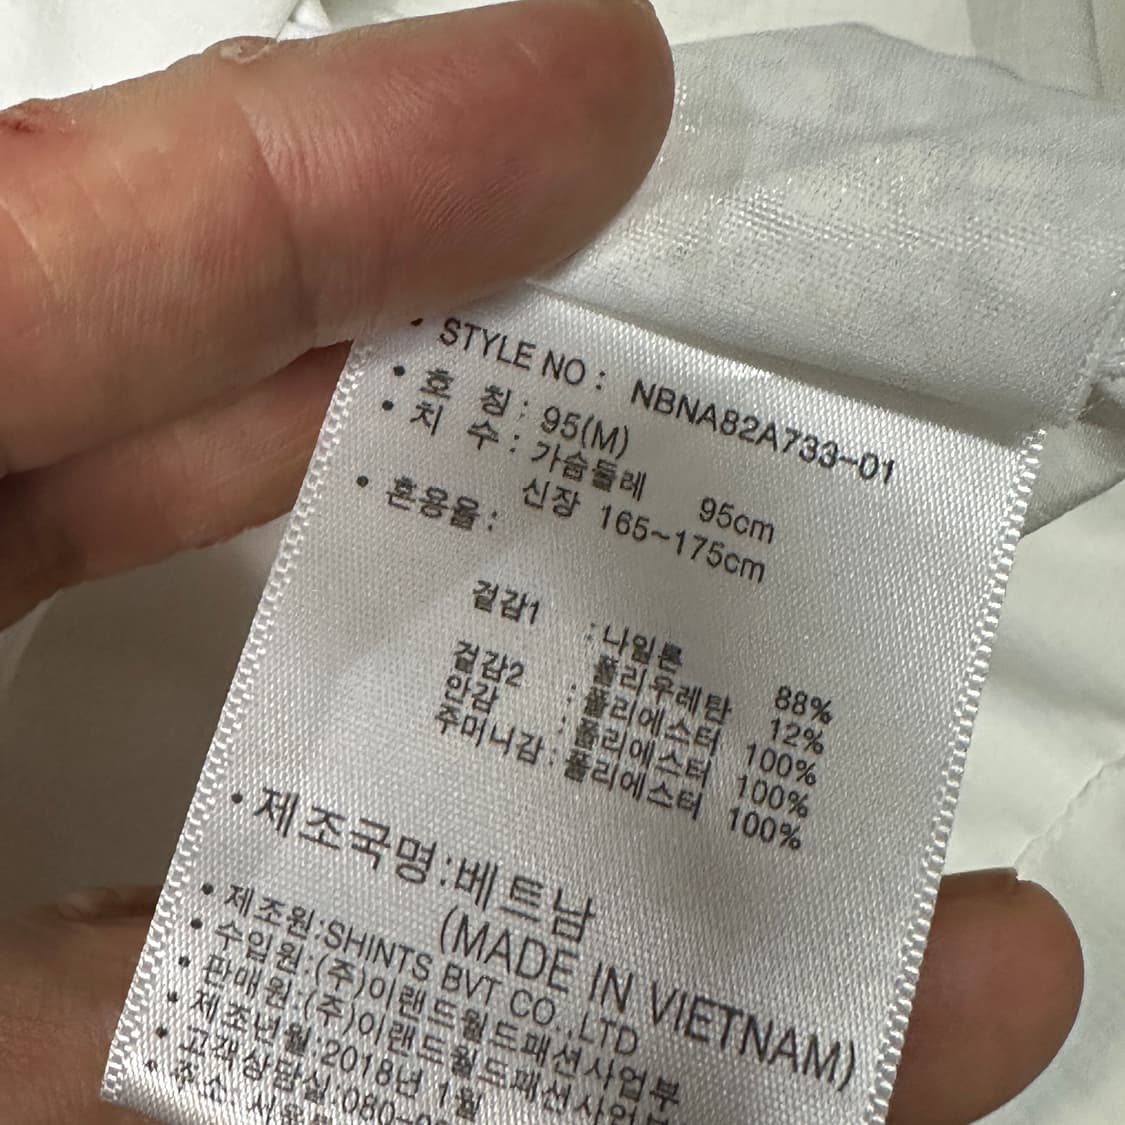 • STYLE NO : NBNA82A733-01
• 호 칭 : 95(M)
• 치 수 : 가슴둘레 95cm
신장 165~175cm
• 혼용율 :
겉감1 : 나일론 88%
폴리우레탄 12%
겉감2 : 폴리에스터 100%
안감 : 폴리에스터 100%
주머니감 : 폴리에스터 100%
• 제조국명:베트남
(MADE IN VIETNAM)
• 제조원:SHINTS BVT CO.,LTD
• 수입원:(주)이랜드월드패션사업부
• 판매원:(주)이랜드월드패션사업부
• 제조년월:2018년 1월
• 고객상담실:080-
• 주소